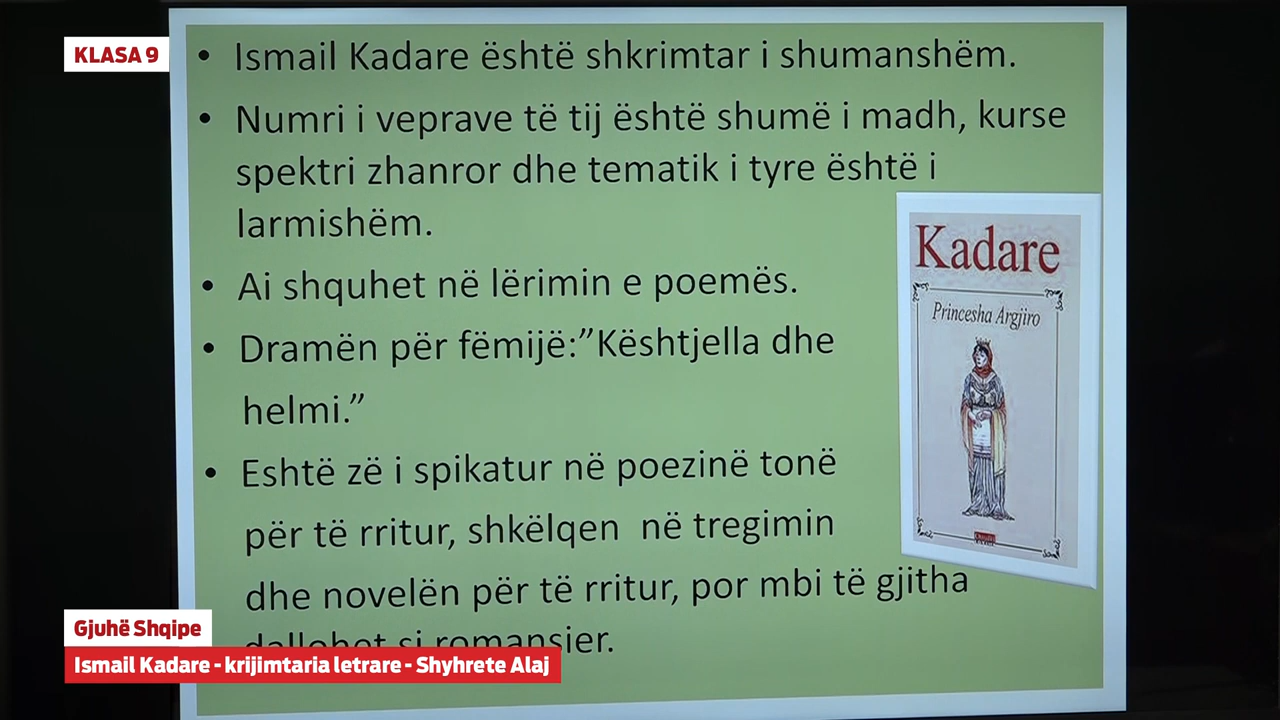 KLASA 9
• Ismail Kadare është shkrimtar i shumanshëm.
• Numri i veprave të tij është shumë i madh, kurse
spektri zhanror dhe tematik i tyre është i
larmishëm.
• Ai shquhet në lërimin e poemës.
• Dramën për fëmijë:”Kështjella dhe
helmi.”
• Eshtë zë i spikatur në poezinë tonë
për të rritur, shkëlqen në tregimin
dhe novelën për të rritur, por mbi të gjitha
dallohet si romansier.
Kadare
Princesha Argjiro
Gjuhë Shqipe
Ismail Kadare - krijimtaria letrare - Shyhrete Alaj